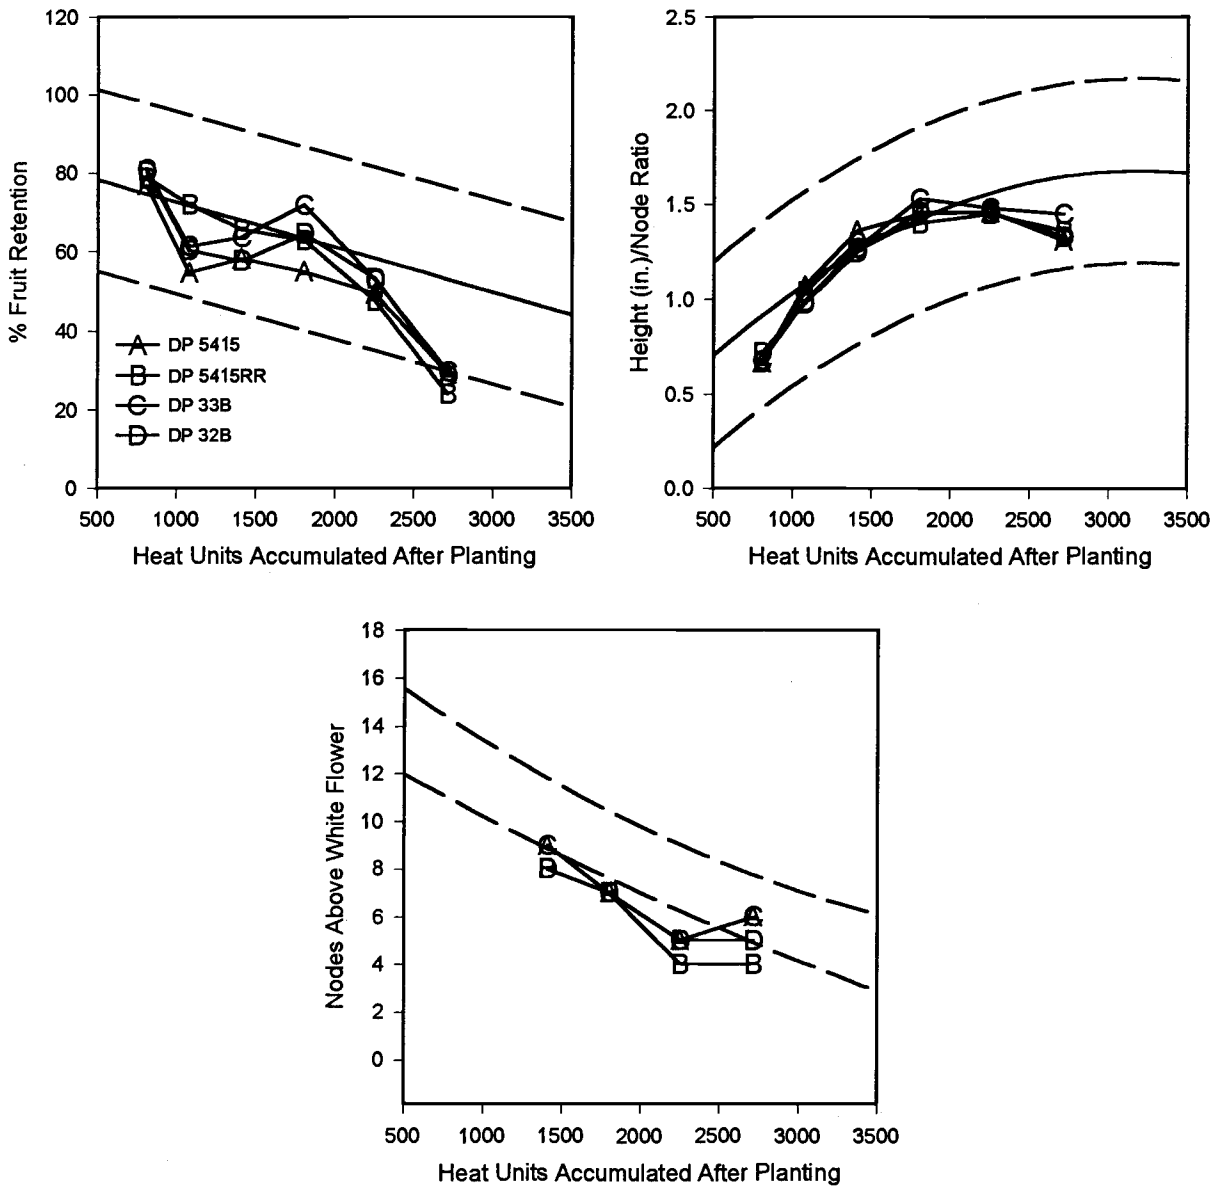 120
100
80
60
40
20
0
% Fruit Retention
A DP 5415
B DP 5415RR
C DP 33B
D DP 32B
500 1000 1500 2000 2500 3000 3500
Heat Units Accumulated After Planting
2.5
2.0
1.5
1.0
0.5
0.0
Height (in.)/Node Ratio
500 1000 1500 2000 2500 3000 3500
Heat Units Accumulated After Planting
18
16
14
12
10
8
6
4
2
0
Nodes Above White Flower
500 1000 1500 2000 2500 3000 3500
Heat Units Accumulated After Planting